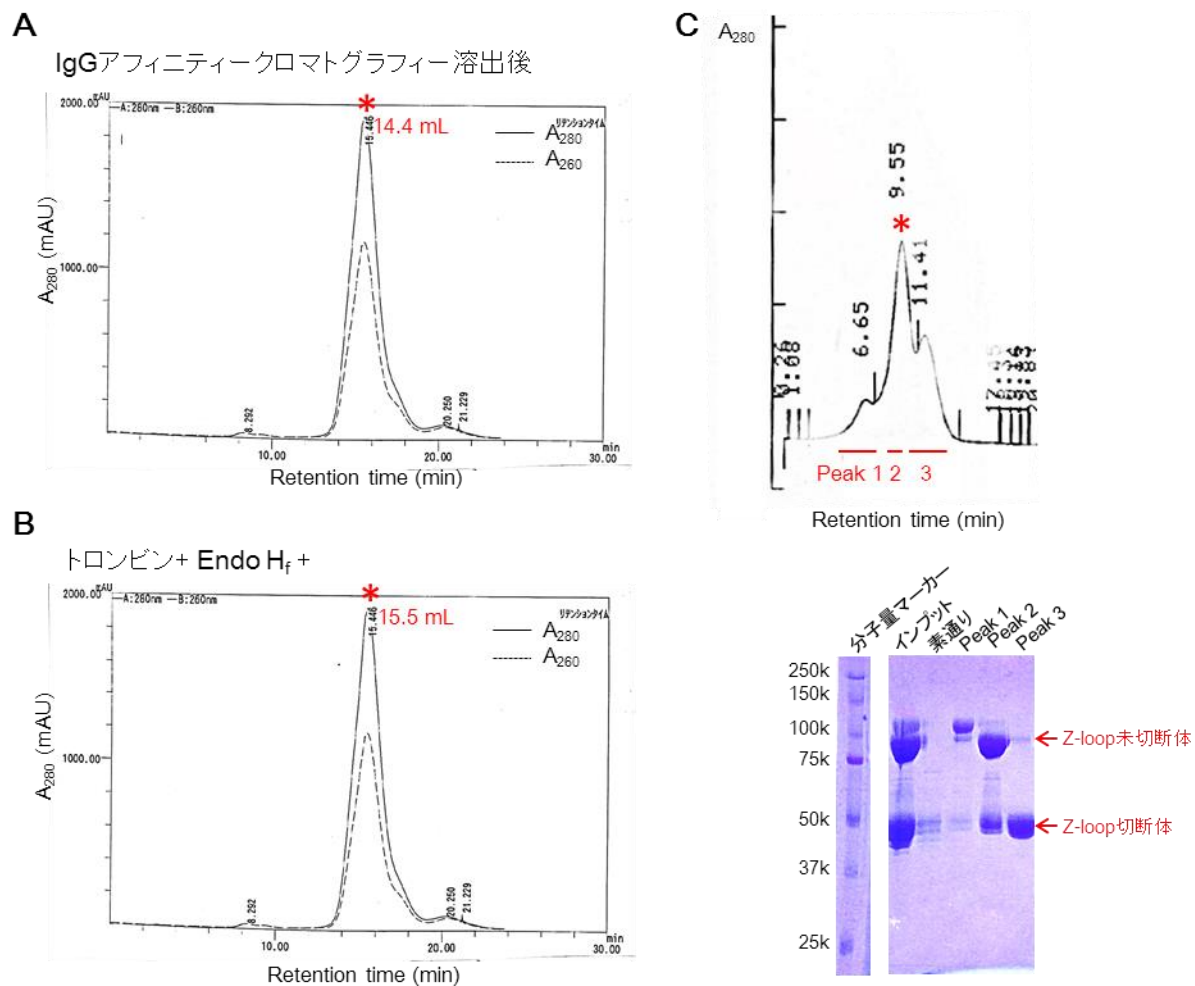 A
IgGアフィニティークロマトグラフィー溶出後
2000.00 mAU
A:280nm B:260nm
リテンションタイム
*
14.4 mL
15.446
A280
A260
1000.00
A280 (mAU)
8.292
20.250
21.229
min
10.00 20.00 30.00
Retention time (min)
B
トロンビン+ Endo Hf +
2000.00 mAU
A:280nm B:260nm
リテンションタイム
*
15.5 mL
15.446
A280
A260
1000.00
A280 (mAU)
8.292
20.250
21.229
min
10.00 20.00 30.00
Retention time (min)
C
A280
9.55
*
11.41
6.65
1.08
Peak 1 2 3
Retention time (min)
分子量マーカー
インプット
素通り
Peak 1
Peak 2
Peak 3
250k
150k
100k
75k
50k
37k
25k
←Z-loop未切断体
←Z-loop切断体